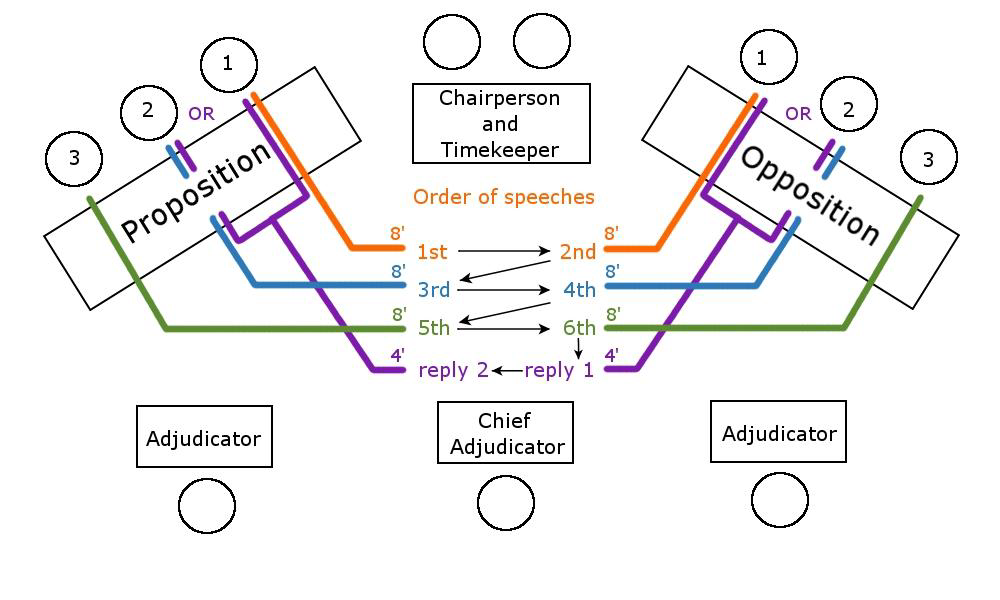 1
2
OR
3
Proposition
Chairperson
and
Timekeeper
1
OR
2
3
Opposition
Order of speeches
8'
1st
2nd
8'
8'
3rd
4th
8'
8'
5th
6th
8'
4'
reply 2
reply 1
4'
Adjudicator
Chief
Adjudicator
Adjudicator